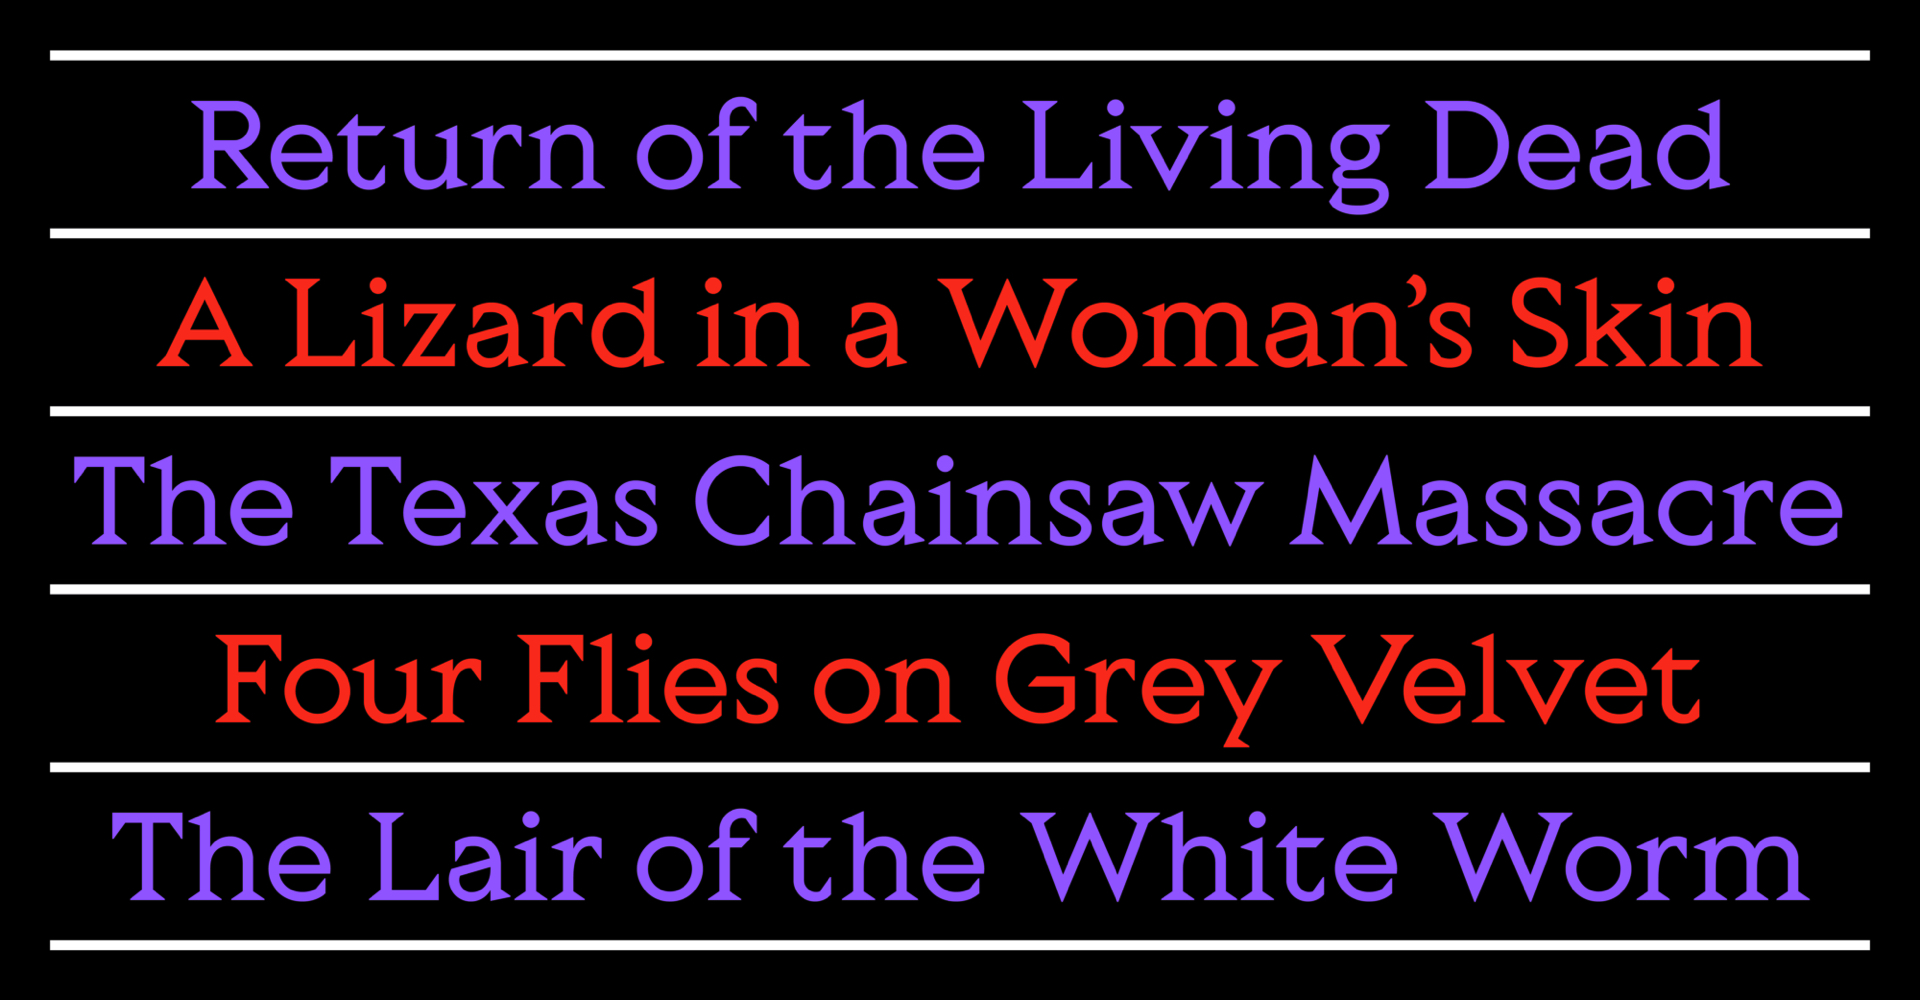 Return of the Living Dead
A Lizard in a Woman’s Skin
The Texas Chainsaw Massacre
Four Flies on Grey Velvet
The Lair of the White Worm